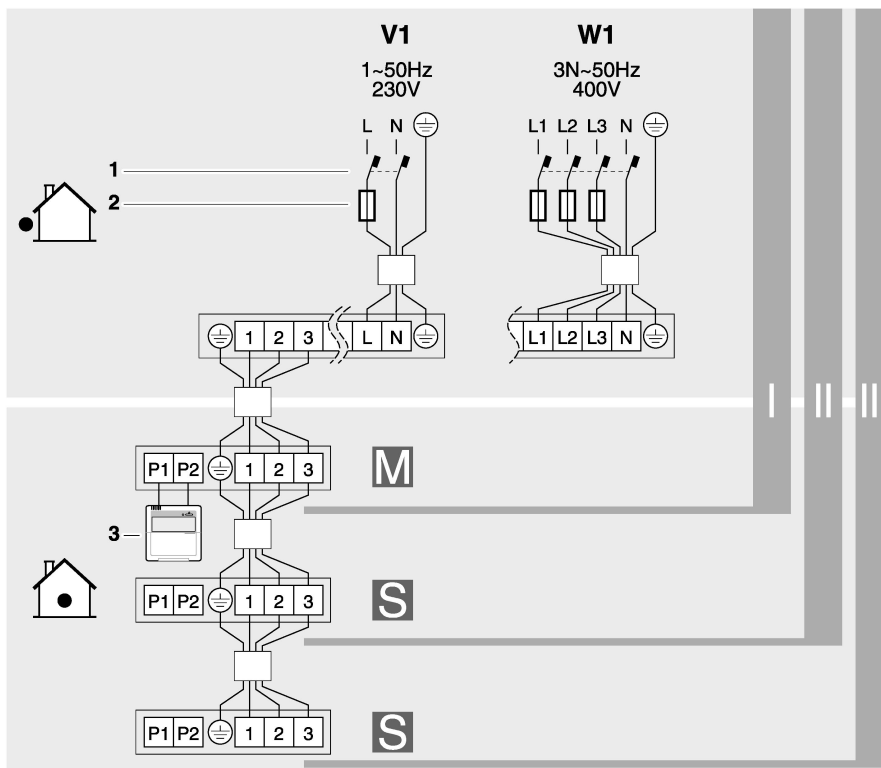 V1 W1
1~50Hz 3N~50Hz
230V 400V
L N L1 L2 L3 N
1
2
1 2 3 L N L1 L2 L3 N
I II II
P1 P2 1 2 3 M
3
P1 P2 1 2 3 S
P1 P2 1 2 3 S